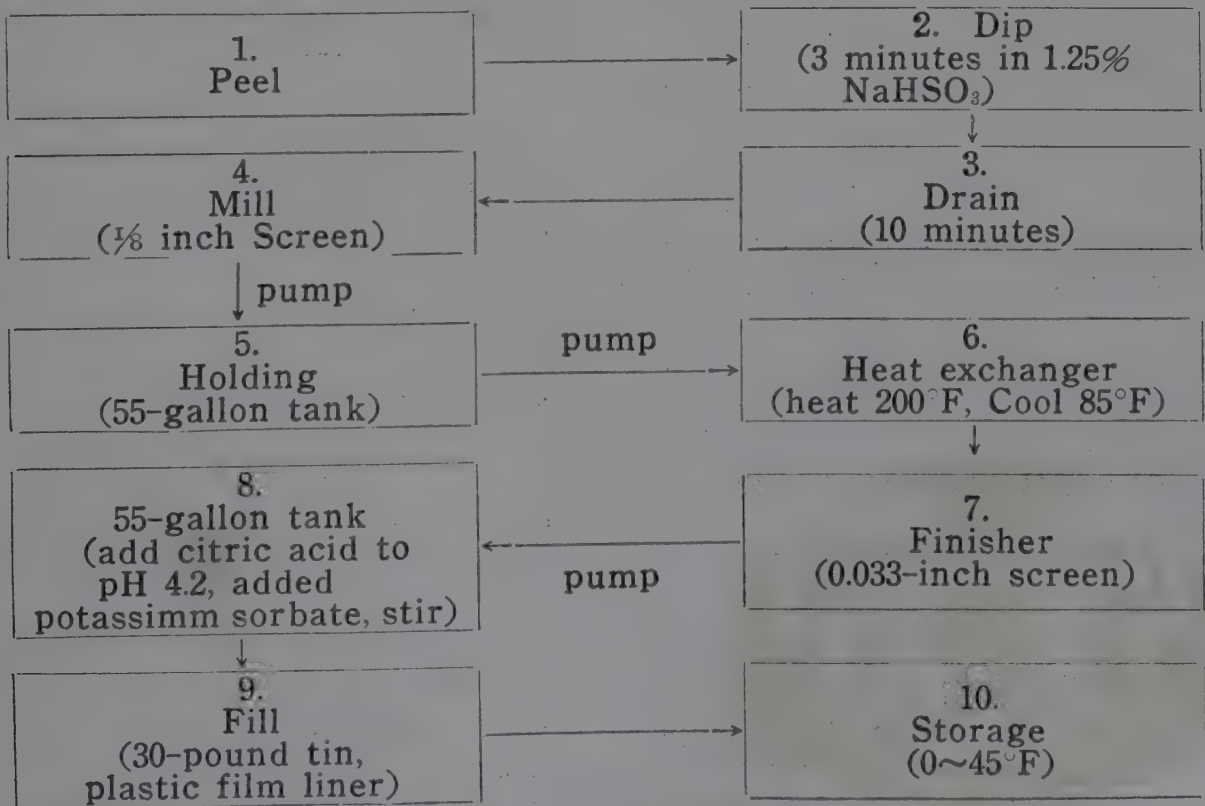 1.
Peel
2. Dip
(3 minutes in 1.25%
NaHSO₃)
3.
Drain
(10 minutes)
4.
Mill
(⅛ inch Screen)
pump
5.
Holding
(55-gallon tank)
pump
6.
Heat exchanger
(heat 200°F, Cool 85°F)
7.
Finisher
(0.033-inch screen)
pump
8.
55-gallon tank
(add citric acid to
pH 4.2, added
potassimm sorbate, stir)
9.
Fill
(30-pound tin,
plastic film liner)
10.
Storage
(0~45°F)